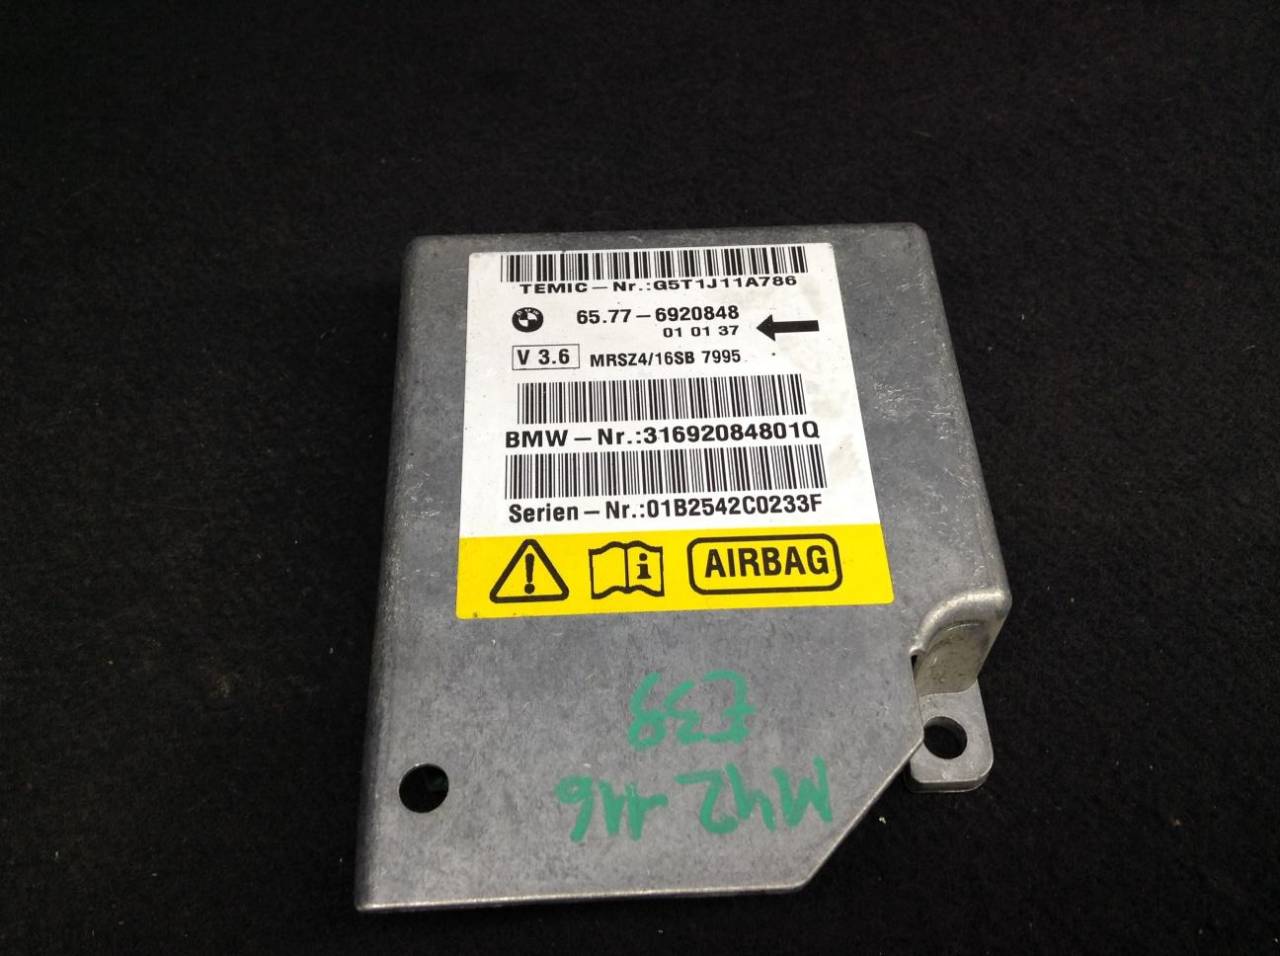 TEMIC-Nr.:G5T1J11A786
65.77-6920848
01 01 37
V 3.6 MRSZ4/16SB 7995
BMW-Nr.:31692084801Q
Serien-Nr.:01B2542C0233F
AIRBAG
M42 116
E39